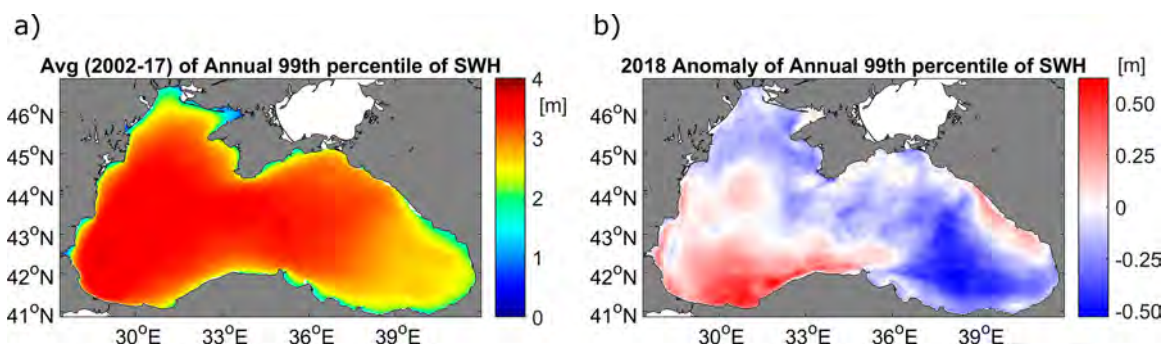 a)
Avg (2002-17) of Annual 99th percentile of SWH
46°N
45°N
44°N
43°N
42°N
41°N
30°E
33°E
36°E
39°E
4
[m]
3
2
1
0
b)
2018 Anomaly of Annual 99th percentile of SWH
[m]
46°N
45°N
44°N
43°N
42°N
41°N
30°E
33°E
36°E
39°E
0.50
0.25
0
-0.25
-0.50